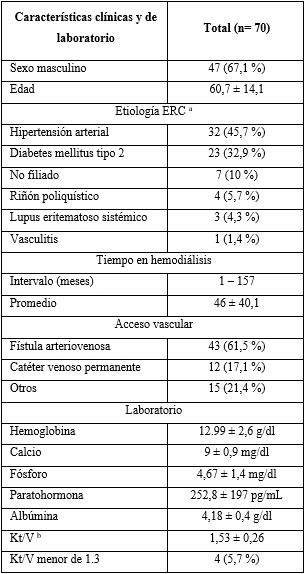 Características clínicas y de
laboratorio
Total (n= 70)
Sexo masculino 47 (67,1 %)
Edad 60,7 ± 14,1
Etiología ERC a
Hipertensión arterial 32 (45,7 %)
Diabetes mellitus tipo 2 23 (32,9 %)
No filiado 7 (10 %)
Riñón poliquístico 4 (5,7 %)
Lupus eritematoso sistémico 3 (4,3 %)
Vasculitis 1 (1,4 %)
Tiempo en hemodiálisis
Intervalo (meses) 1 – 157
Promedio 46 ± 40,1
Acceso vascular
Fístula arteriovenosa 43 (61,5 %)
Catéter venoso permanente 12 (17,1 %)
Otros 15 (21,4 %)
Laboratorio
Hemoglobina 12.99 ± 2,6 g/dl
Calcio 9 ± 0,9 mg/dl
Fósforo 4,67 ± 1,4 mg/dl
Paratohormona 252,8 ± 197 pg/mL
Albúmina 4,18 ± 0,4 g/dl
Kt/V b 1,53 ± 0,26
Kt/V menor de 1.3 4 (5,7 %)